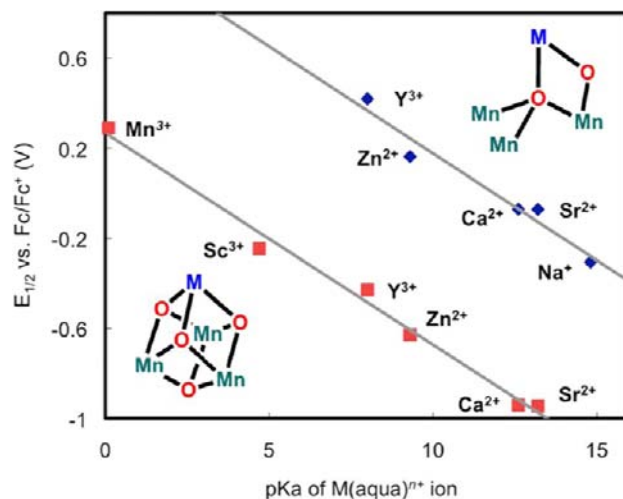 E1/2 vs. Fc/Fc+ (V)
0.6
0.2
-0.2
-0.6
-1
0
5
10
15
pKa of M(aqua)n+ ion
Y3+
Zn2+
Ca2+
Sr2+
Na+
Mn3+
Sc3+
Y3+
Zn2+
Ca2+
Sr2+
M
O
O
Mn
Mn
Mn
M
O
O
Mn
O
Mn
Mn
O